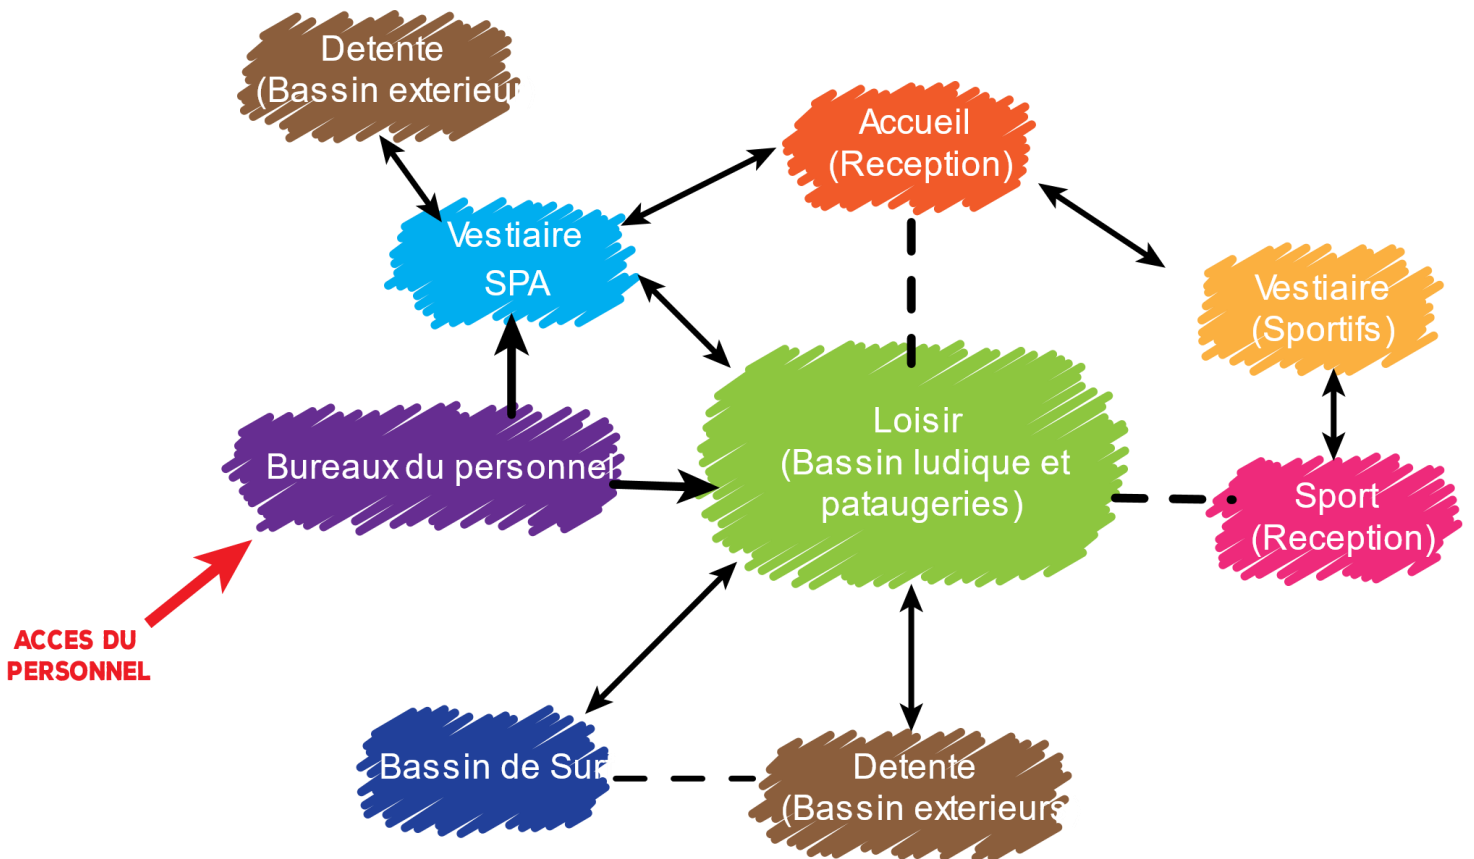 Detente
(Bassin exterieur
Accueil
(Reception)
Vestiaire
SPA
Vestiaire
(Sportifs)
Loisir
(Bassin ludique et
pataugeries)
Bureaux du personnel
Sport
(Reception)
ACCES DU
PERSONNEL
Bassin de Sur
Detente
(Bassin exterieurs